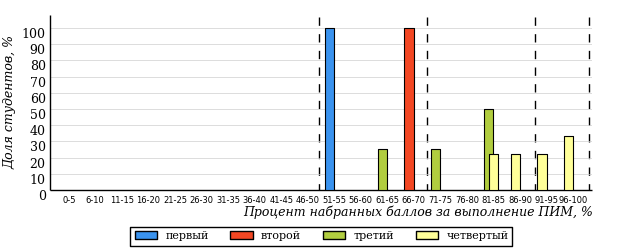 Доля студентов, %
100
90
80
70
60
50
40
30
20
10
0
0-5 6-10 11-15 16-20 21-25 26-30 31-35 36-40 41-45 46-50 51-55 56-60 61-65 66-70 71-75 76-80 81-85 86-90 91-95 96-100
Процент набранных баллов за выполнение ПИМ, %
первый второй третий четвертый